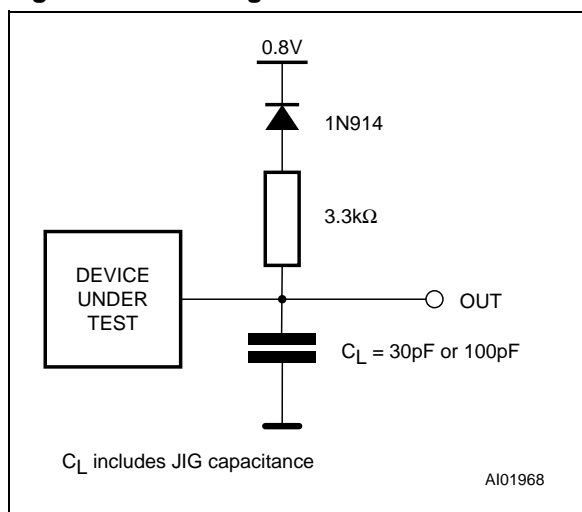 0.8V
1N914
3.3kΩ
DEVICE
UNDER
TEST
OUT
CL = 30pF or 100pF
CL includes JIG capacitance
AI01968